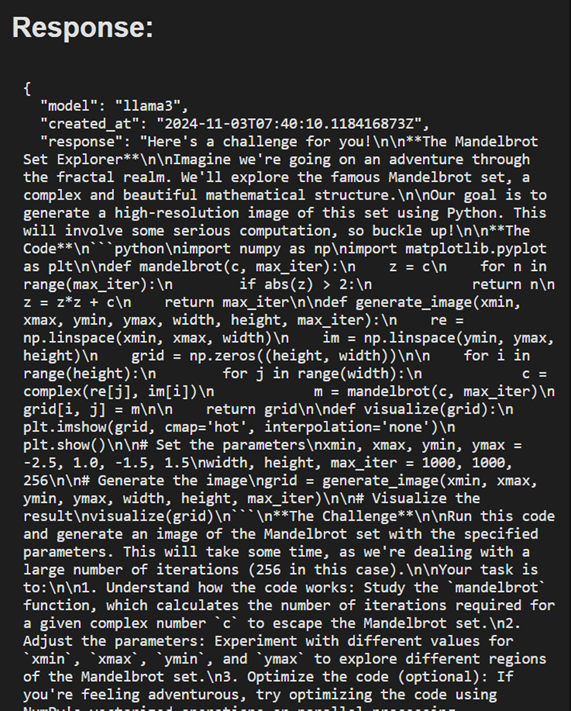 Response:
{
"model": "llama3",
"created_at": "2024-11-03T07:40:10.118416873Z",
"response": "Here's a challenge for you!\n\n**The Mandelbrot
Set Explorer**\n\nImagine we're going on an adventure through
the fractal realm. We'll explore the famous Mandelbrot set, a
complex and beautiful mathematical structure.\n\nOur goal is to
generate a high-resolution image of this set using Python. This
will involve some serious computation, so buckle up!\n\n**The
Code**\n```python\nimport numpy as np\nimport matplotlib.pyplot
as plt\n\ndef mandelbrot(c, max_iter):\n    z = c\n    for n in
range(max_iter):\n        if abs(z) > 2:\n            return n\n
z = z*z + c\n    return max_iter\n\ndef generate_image(xmin,
xmax, ymin, ymax, width, height, max_iter):\n    re =
np.linspace(xmin, xmax, width)\n    im = np.linspace(ymin, ymax,
height)\n    grid = np.zeros((height, width))\n\n    for i in
range(height):\n        for j in range(width):\n            c =
complex(re[j], im[i])\n            m = mandelbrot(c, max_iter)\n
grid[i, j] = m\n\n    return grid\n\ndef visualize(grid):\n
plt.imshow(grid, cmap='hot', interpolation='none')\n
plt.show()\n\n# Set the parameters\nxmin, xmax, ymin, ymax =
-2.5, 1.0, -1.5, 1.5\nwidth, height, max_iter = 1000, 1000,
256\n\n# Generate the image\ngrid = generate_image(xmin, xmax,
ymin, ymax, width, height, max_iter)\n\n# Visualize the
result\nvisualize(grid)\n```\n**The Challenge**\n\nRun this code
and generate an image of the Mandelbrot set with the specified
parameters. This will take some time, as we're dealing with a
large number of iterations (256 in this case).\n\nYour task is
to:\n\n1. Understand how the code works: Study the `mandelbrot`
function, which calculates the number of iterations required for
a given complex number `c` to escape the Mandelbrot set.\n2.
Adjust the parameters: Experiment with different values for
`xmin`, `xmax`, `ymin`, and `ymax` to explore different regions
of the Mandelbrot set.\n3. Optimize the code (optional): If
you're feeling adventurous, try optimizing the code using